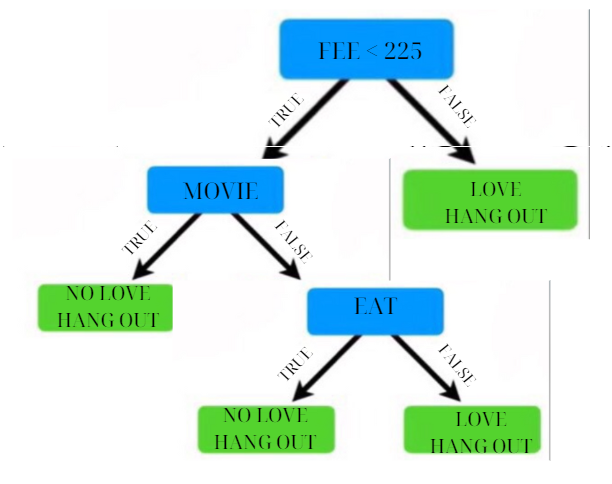 FEE < 225
TRUE
FALSE
MOVIE
LOVE
HANG OUT
TRUE
FALSE
NO LOVE
HANG OUT
EAT
TRUE
FALSE
NO LOVE
HANG OUT
LOVE
HANG OUT